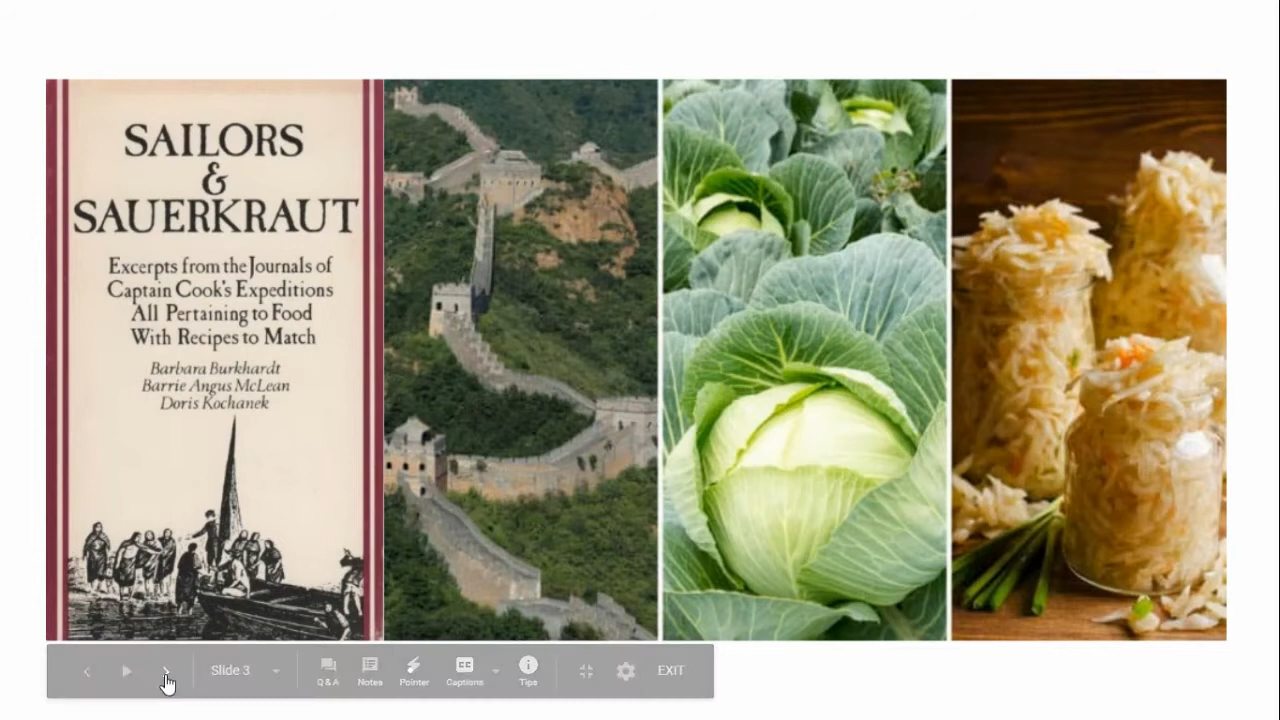 SAILORS
&
SAUERKRAUT
Excerpts from the Journals of
Captain Cook's Expeditions
All Pertaining to Food
With Recipes to Match
Barbara Burkhardt
Barrie Angus McLean
Doris Kochanek
Slide 3
Q&A
Notes
Pointer
CC
Captions
Tips
EXIT